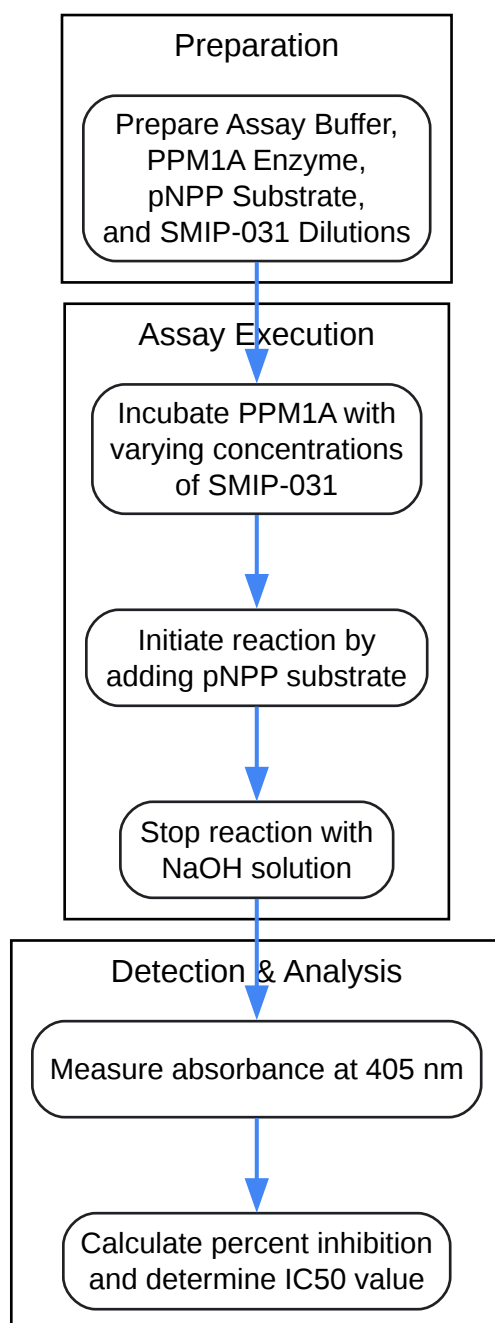 Preparation
Prepare Assay Buffer,
PPM1A Enzyme,
pNPP Substrate,
and SMIP-031 Dilutions
Assay Execution
Incubate PPM1A with
varying concentrations
of SMIP-031
Initiate reaction by
adding pNPP substrate
Stop reaction with
NaOH solution
Detection & Analysis
Measure absorbance at 405 nm
Calculate percent inhibition
and determine IC50 value